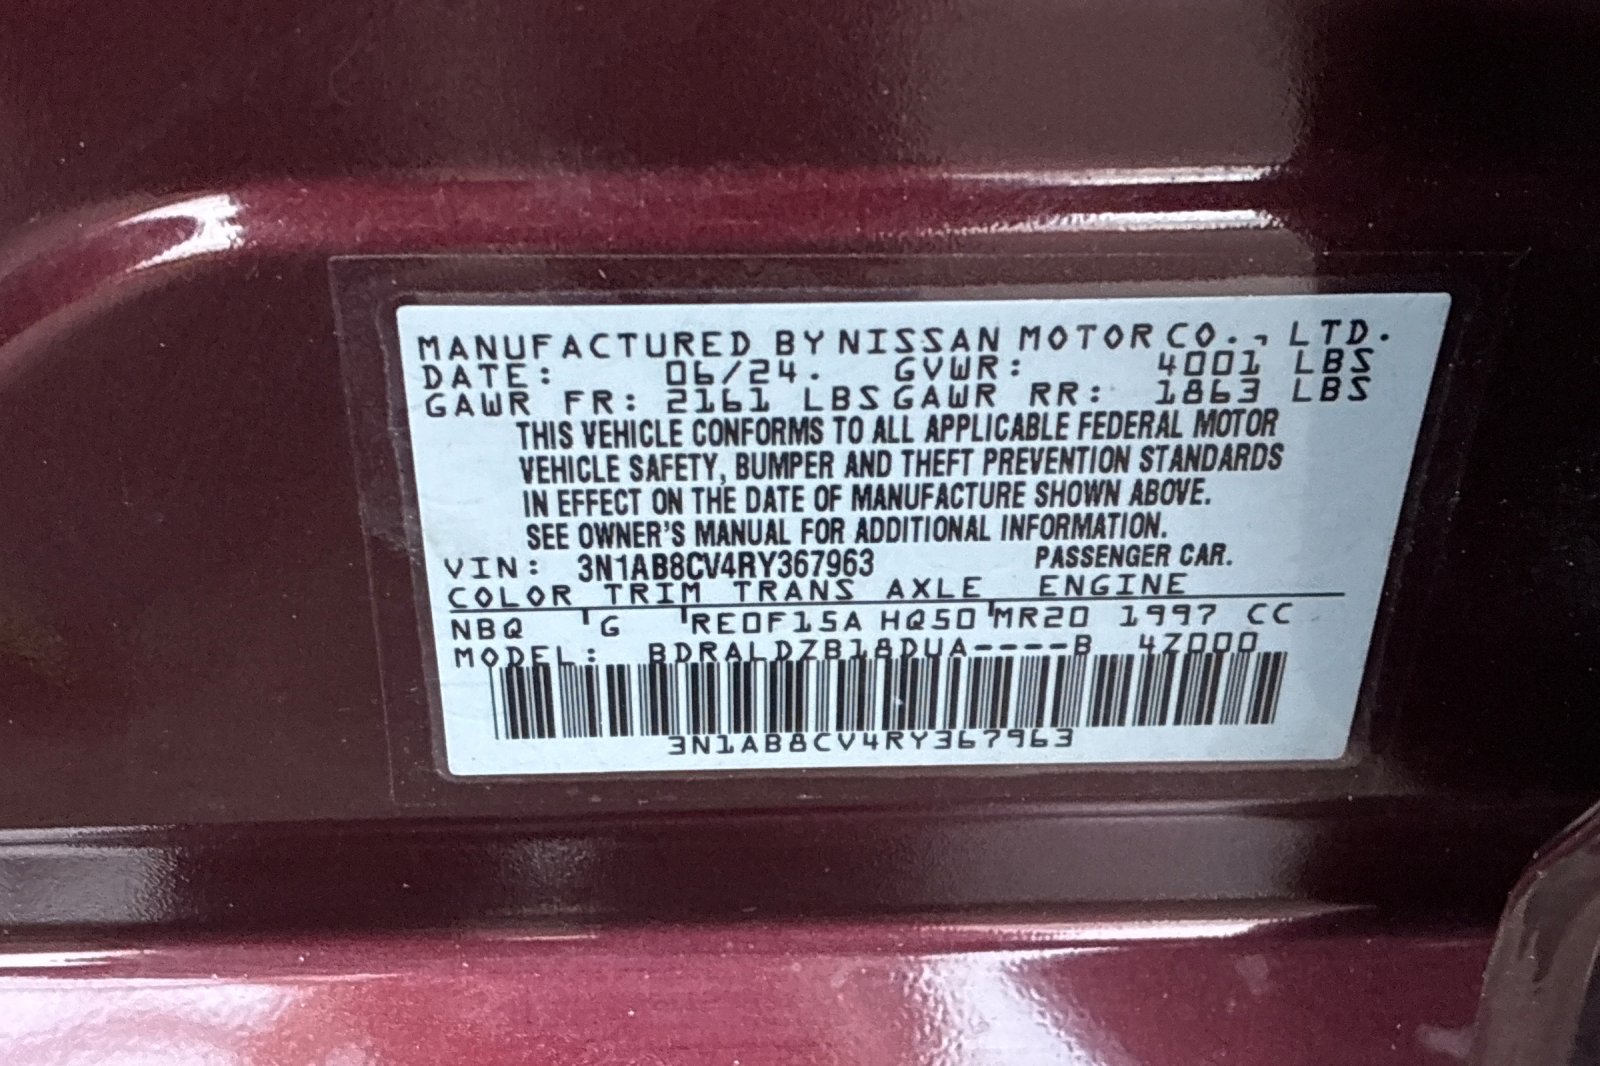 MANUFACTURED BY NISSAN MOTOR CO., LTD.
DATE: 06/24. GVWR: 4001 LBS
GAWR FR: 2161 LBS GAWR RR: 1863 LBS
THIS VEHICLE CONFORMS TO ALL APPLICABLE FEDERAL MOTOR
VEHICLE SAFETY, BUMPER AND THEFT PREVENTION STANDARDS
IN EFFECT ON THE DATE OF MANUFACTURE SHOWN ABOVE.
SEE OWNER'S MANUAL FOR ADDITIONAL INFORMATION.
VIN: 3N1AB8CV4RY367963 PASSENGER CAR.
COLOR TRIM TRANS AXLE ENGINE
NBQ G RE0F15A HQ50 MR20 1997 CC
MODEL: BDRALDZB18DUA----B 4Z000
3N1AB8CV4RY367963